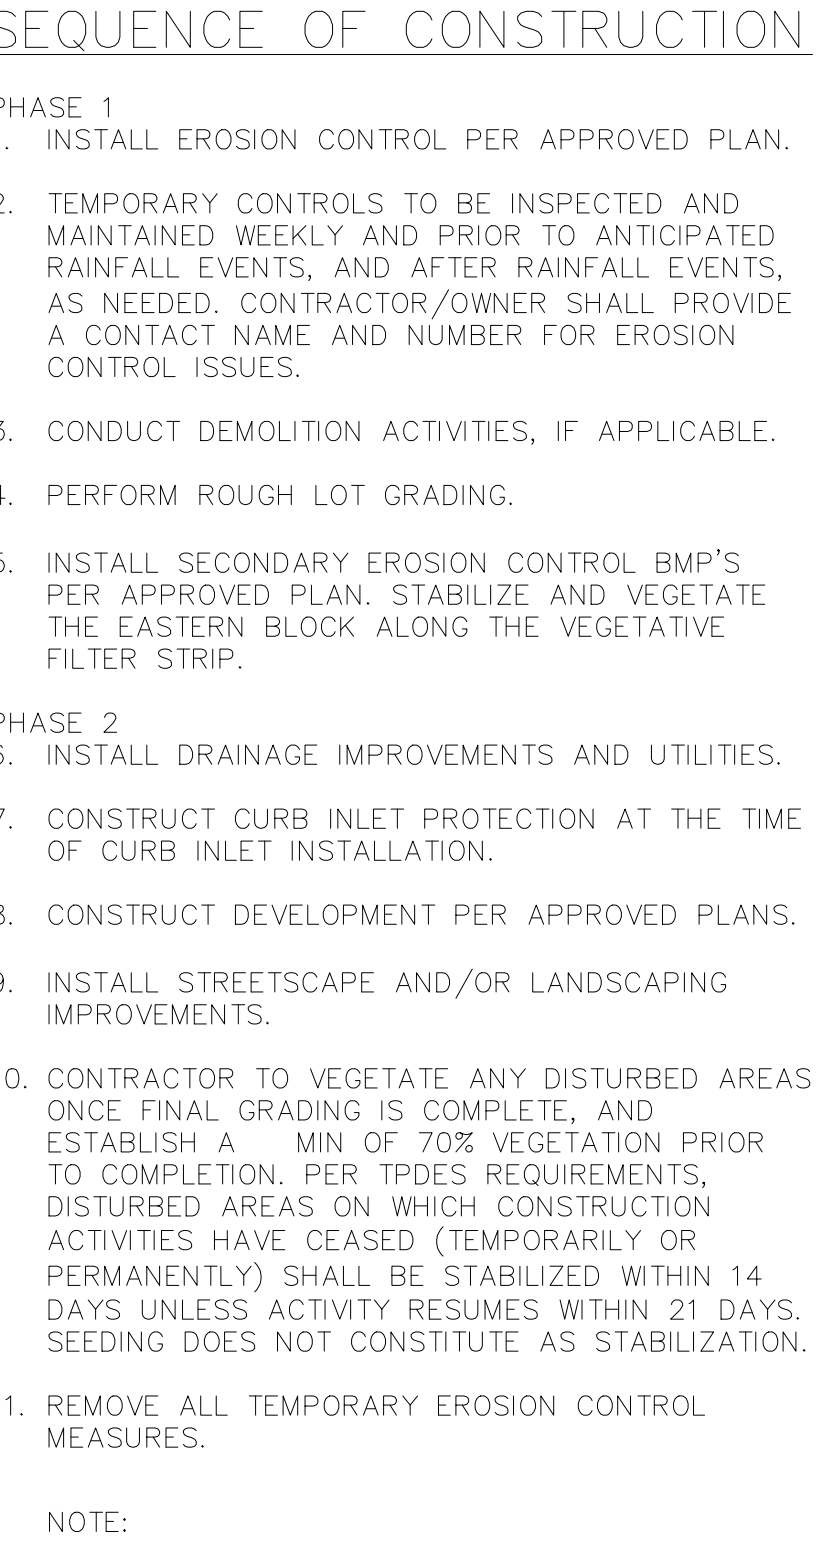 SEQUENCE OF CONSTRUCTION
PHASE 1
. INSTALL EROSION CONTROL PER APPROVED PLAN.
2. TEMPORARY CONTROLS TO BE INSPECTED AND
MAINTAINED WEEKLY AND PRIOR TO ANTICIPATED
RAINFALL EVENTS, AND AFTER RAINFALL EVENTS,
AS NEEDED. CONTRACTOR/OWNER SHALL PROVIDE
A CONTACT NAME AND NUMBER FOR EROSION
CONTROL ISSUES.
3. CONDUCT DEMOLITION ACTIVITIES, IF APPLICABLE.
4. PERFORM ROUGH LOT GRADING.
5. INSTALL SECONDARY EROSION CONTROL BMP'S
PER APPROVED PLAN. STABILIZE AND VEGETATE
THE EASTERN BLOCK ALONG THE VEGETATIVE
FILTER STRIP.
PHASE 2
6. INSTALL DRAINAGE IMPROVEMENTS AND UTILITIES.
7. CONSTRUCT CURB INLET PROTECTION AT THE TIME
OF CURB INLET INSTALLATION.
8. CONSTRUCT DEVELOPMENT PER APPROVED PLANS.
9. INSTALL STREETSCAPE AND/OR LANDSCAPING
IMPROVEMENTS.
0. CONTRACTOR TO VEGETATE ANY DISTURBED AREAS
ONCE FINAL GRADING IS COMPLETE, AND
ESTABLISH A MIN OF 70% VEGETATION PRIOR
TO COMPLETION. PER TPDES REQUIREMENTS,
DISTURBED AREAS ON WHICH CONSTRUCTION
ACTIVITIES HAVE CEASED (TEMPORARILY OR
PERMANENTLY) SHALL BE STABILIZED WITHIN 14
DAYS UNLESS ACTIVITY RESUMES WITHIN 21 DAYS.
SEEDING DOES NOT CONSTITUTE AS STABILIZATION.
1. REMOVE ALL TEMPORARY EROSION CONTROL
MEASURES.
NOTE: